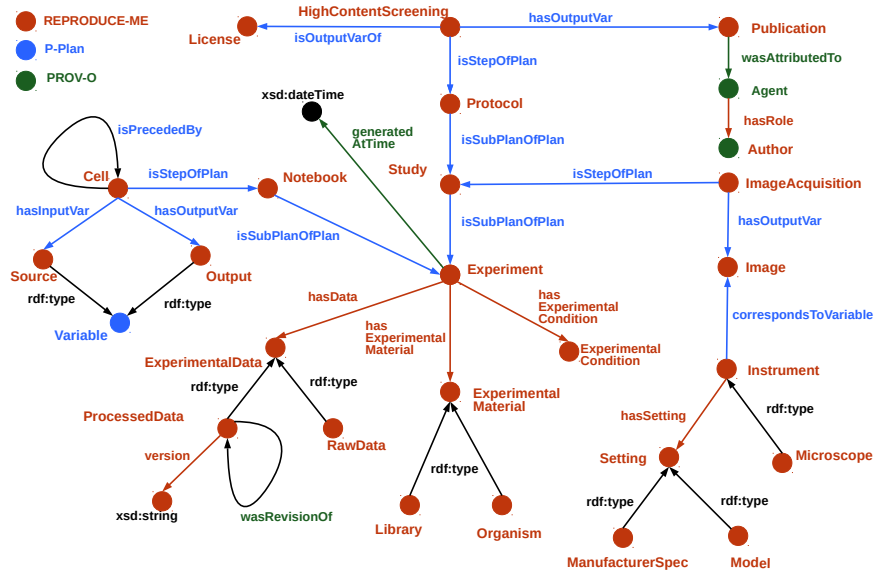 REPRODUCE-ME
P-Plan
PROV-O
HighContentScreening
License
isOutputVarOf
hasOutputVar
Publication
wasAttributedTo
Agent
hasRole
Author
isStepOfPlan
Protocol
isSubPlanOfPlan
xsd:dateTime
generated
AtTime
isPrecededBy
Cell
isStepOfPlan
Notebook
Study
isStepOfPlan
ImageAcquisition
hasInputVar
hasOutputVar
isSubPlanOfPlan
isSubPlanOfPlan
hasOutputVar
Source
Output
Experiment
Image
rdf:type
rdf:type
Variable
hasData
has
Experimental
Material
has
Experimental
Condition
correspondsToVariable
ExperimentalData
Experimental
Condition
Instrument
rdf:type
rdf:type
Experimental
Material
hasSetting
rdf:type
ProcessedData
RawData
version
rdf:type
Setting
Microscope
xsd:string
wasRevisionOf
Library
Organism
rdf:type
rdf:type
ManufacturerSpec
Model